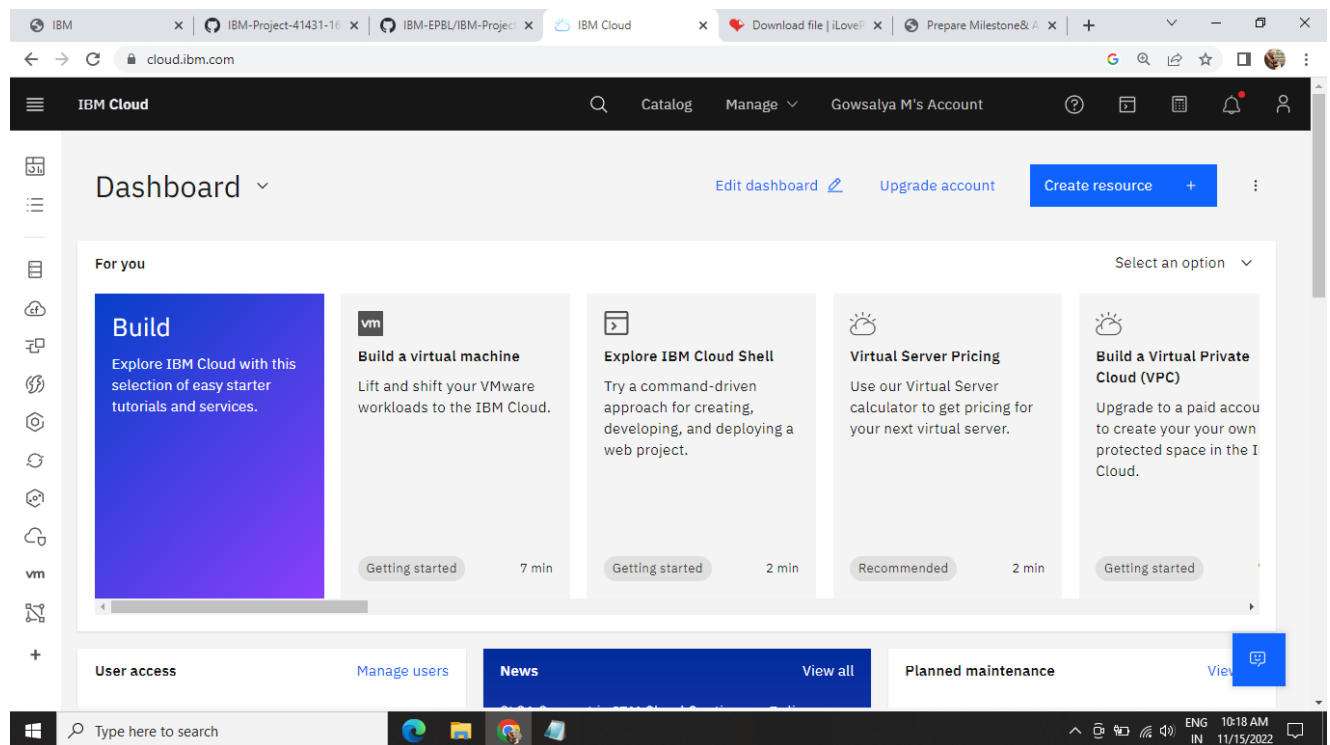 IBM
IBM-Project-41431-16
IBM-EPBL/IBM-Project
IBM Cloud
Download file | iLoveP
Prepare Milestone& A
cloud.ibm.com
IBM Cloud
Catalog
Manage
Gowsalya M's Account
Dashboard
Edit dashboard
Upgrade account
Create resource +
For you
Select an option
Build
Explore IBM Cloud with this
selection of easy starter
tutorials and services.
vm
Build a virtual machine
Lift and shift your VMware
workloads to the IBM Cloud.
Getting started
7 min
Explore IBM Cloud Shell
Try a command-driven
approach for creating,
developing, and deploying a
web project.
Getting started
2 min
Virtual Server Pricing
Use our Virtual Server
calculator to get pricing for
your next virtual server.
Recommended
2 min
Build a Virtual Private
Cloud (VPC)
Upgrade to a paid accou
to create your your own
protected space in the I
Cloud.
Getting started
cf
vm
User access
Manage users
News
View all
Planned maintenance
View
Type here to search
ENG
IN
10:18 AM
11/15/2022